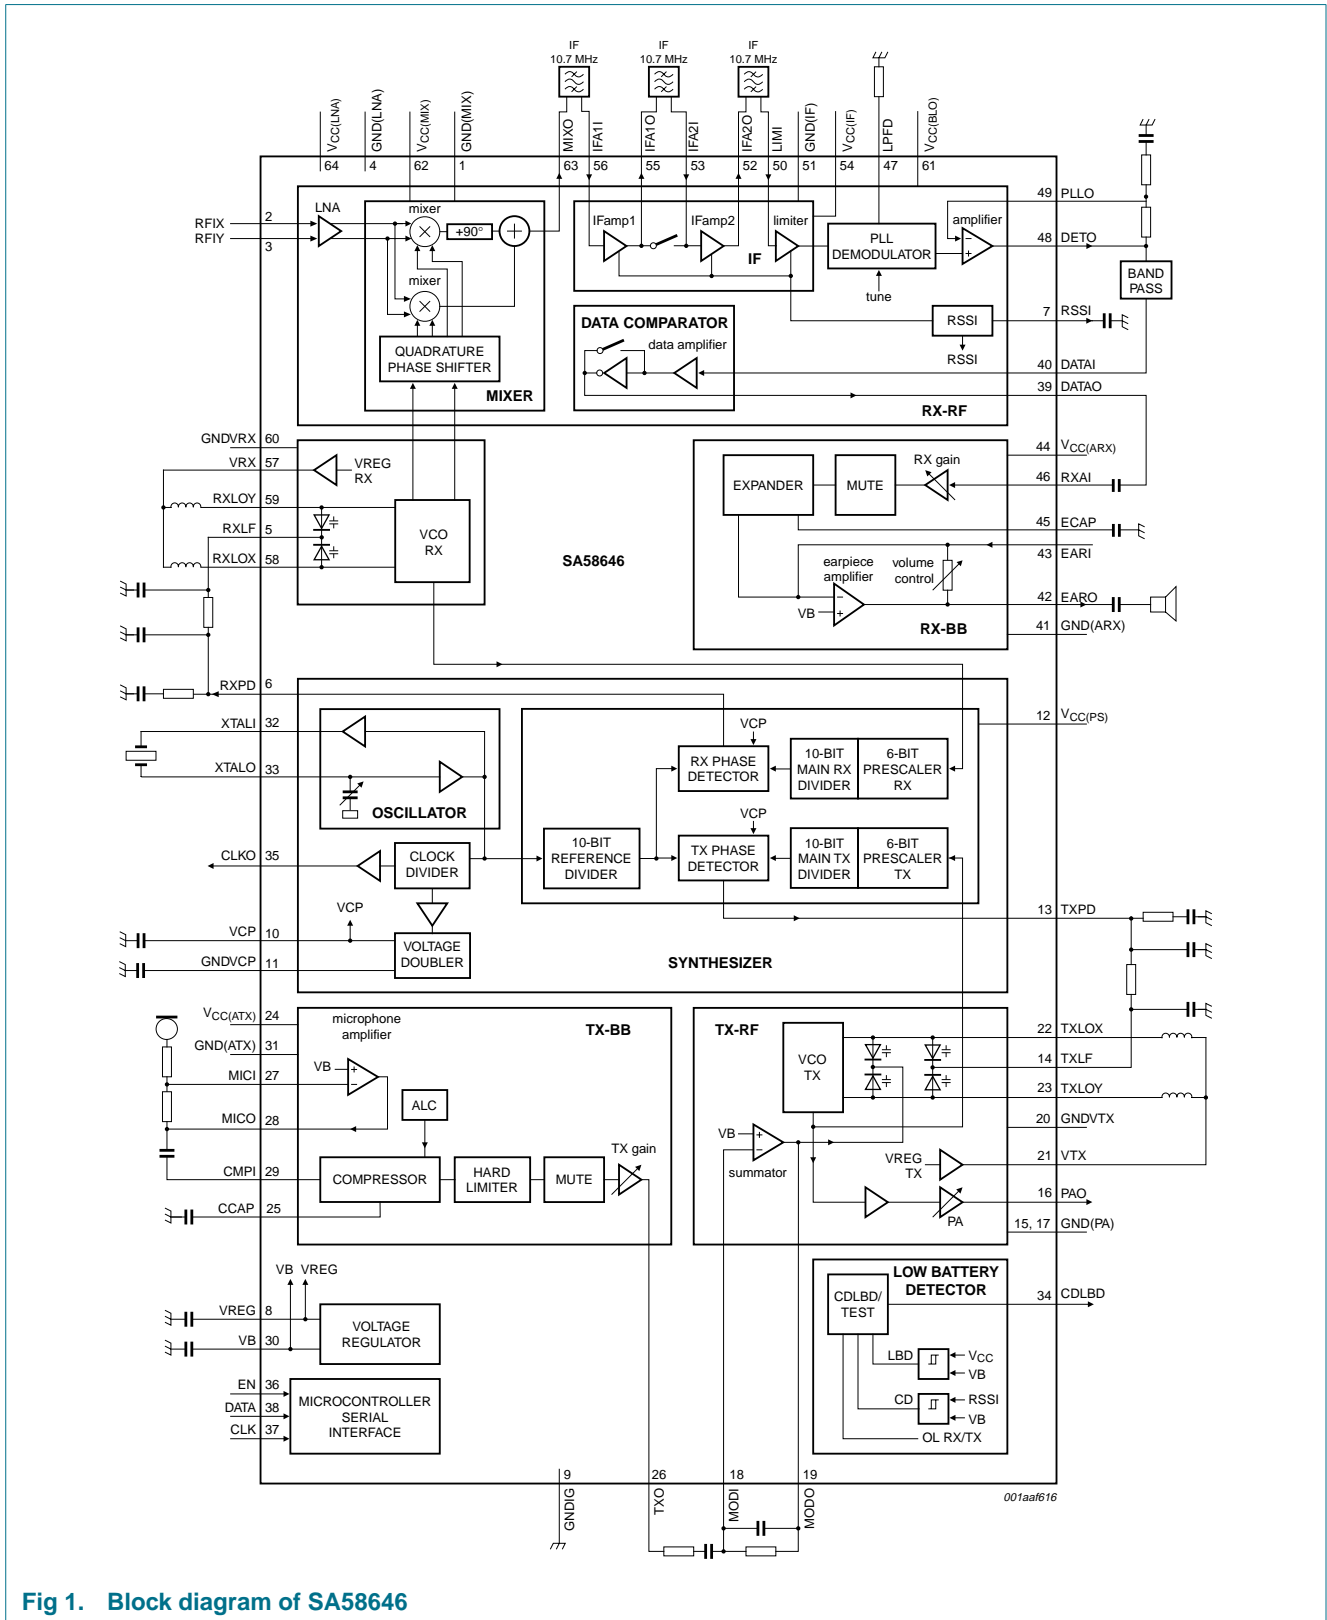 IF
10.7 MHz
IF
10.7 MHz
IF
10.7 MHz
VCC(LNA)
GND(LNA)
VCC(MIX)
GND(MIX)
MIXO
IFA1I
IFA1O
IFA2I
IFA2O
LIMI
GND(IF)
VCC(IF)
LPFD
VCC(BLO)
64
4
62
1
63
56
55
53
52
50
51
54
47
61
RFIX
2
RFIY
3
LNA
mixer
+90°
mixer
QUADRATURE
PHASE SHIFTER
MIXER
IFamp1
IFamp2
limiter
IF
PLL
DEMODULATOR
tune
amplifier
49 PLLO
48 DETO
BAND
PASS
RSSI
RSSI
7 RSSI
DATA COMPARATOR
data amplifier
40 DATAI
39 DATAO
RX-RF
GNDVRX 60
VRX 57
VREG
RX
RXLOY 59
RXLF 5
RXLOX 58
VCO
RX
SA58646
EXPANDER
MUTE
RX gain
44 VCC(ARX)
46 RXAI
45 ECAP
43 EARI
earpiece
amplifier
volume
control
VB
42 EARO
41 GND(ARX)
RX-BB
RXPD 6
XTALI 32
XTALO 33
OSCILLATOR
CLKO 35
CLOCK
DIVIDER
VCP
VCP 10
GNDVCP 11
VOLTAGE
DOUBLER
10-BIT
REFERENCE
DIVIDER
VCP
RX PHASE
DETECTOR
10-BIT
MAIN RX
DIVIDER
6-BIT
PRESCALER
RX
VCP
TX PHASE
DETECTOR
10-BIT
MAIN TX
DIVIDER
6-BIT
PRESCALER
TX
12 VCC(PS)
13 TXPD
SYNTHESIZER
VCC(ATX) 24
GND(ATX) 31
MICI 27
MICO 28
CMPI 29
CCAP 25
microphone
amplifier
VB
ALC
COMPRESSOR
HARD
LIMITER
MUTE
TX gain
TX-BB
TX-RF
VCO
TX
VB
summator
VREG
TX
PA
22 TXLOX
14 TXLF
23 TXLOY
20 GNDVTX
21 VTX
16 PAO
15, 17 GND(PA)
VB VREG
VREG 8
VB 30
VOLTAGE
REGULATOR
EN 36
DATA 38
CLK 37
MICROCONTROLLER
SERIAL
INTERFACE
LOW BATTERY
DETECTOR
CDLBD/
TEST
34 CDLBD
LBD
VCC
VB
CD
RSSI
VB
OL RX/TX
9
26
18
19
GNDIG
TXO
MODI
MODO
001aaf616
Fig 1. Block diagram of SA58646